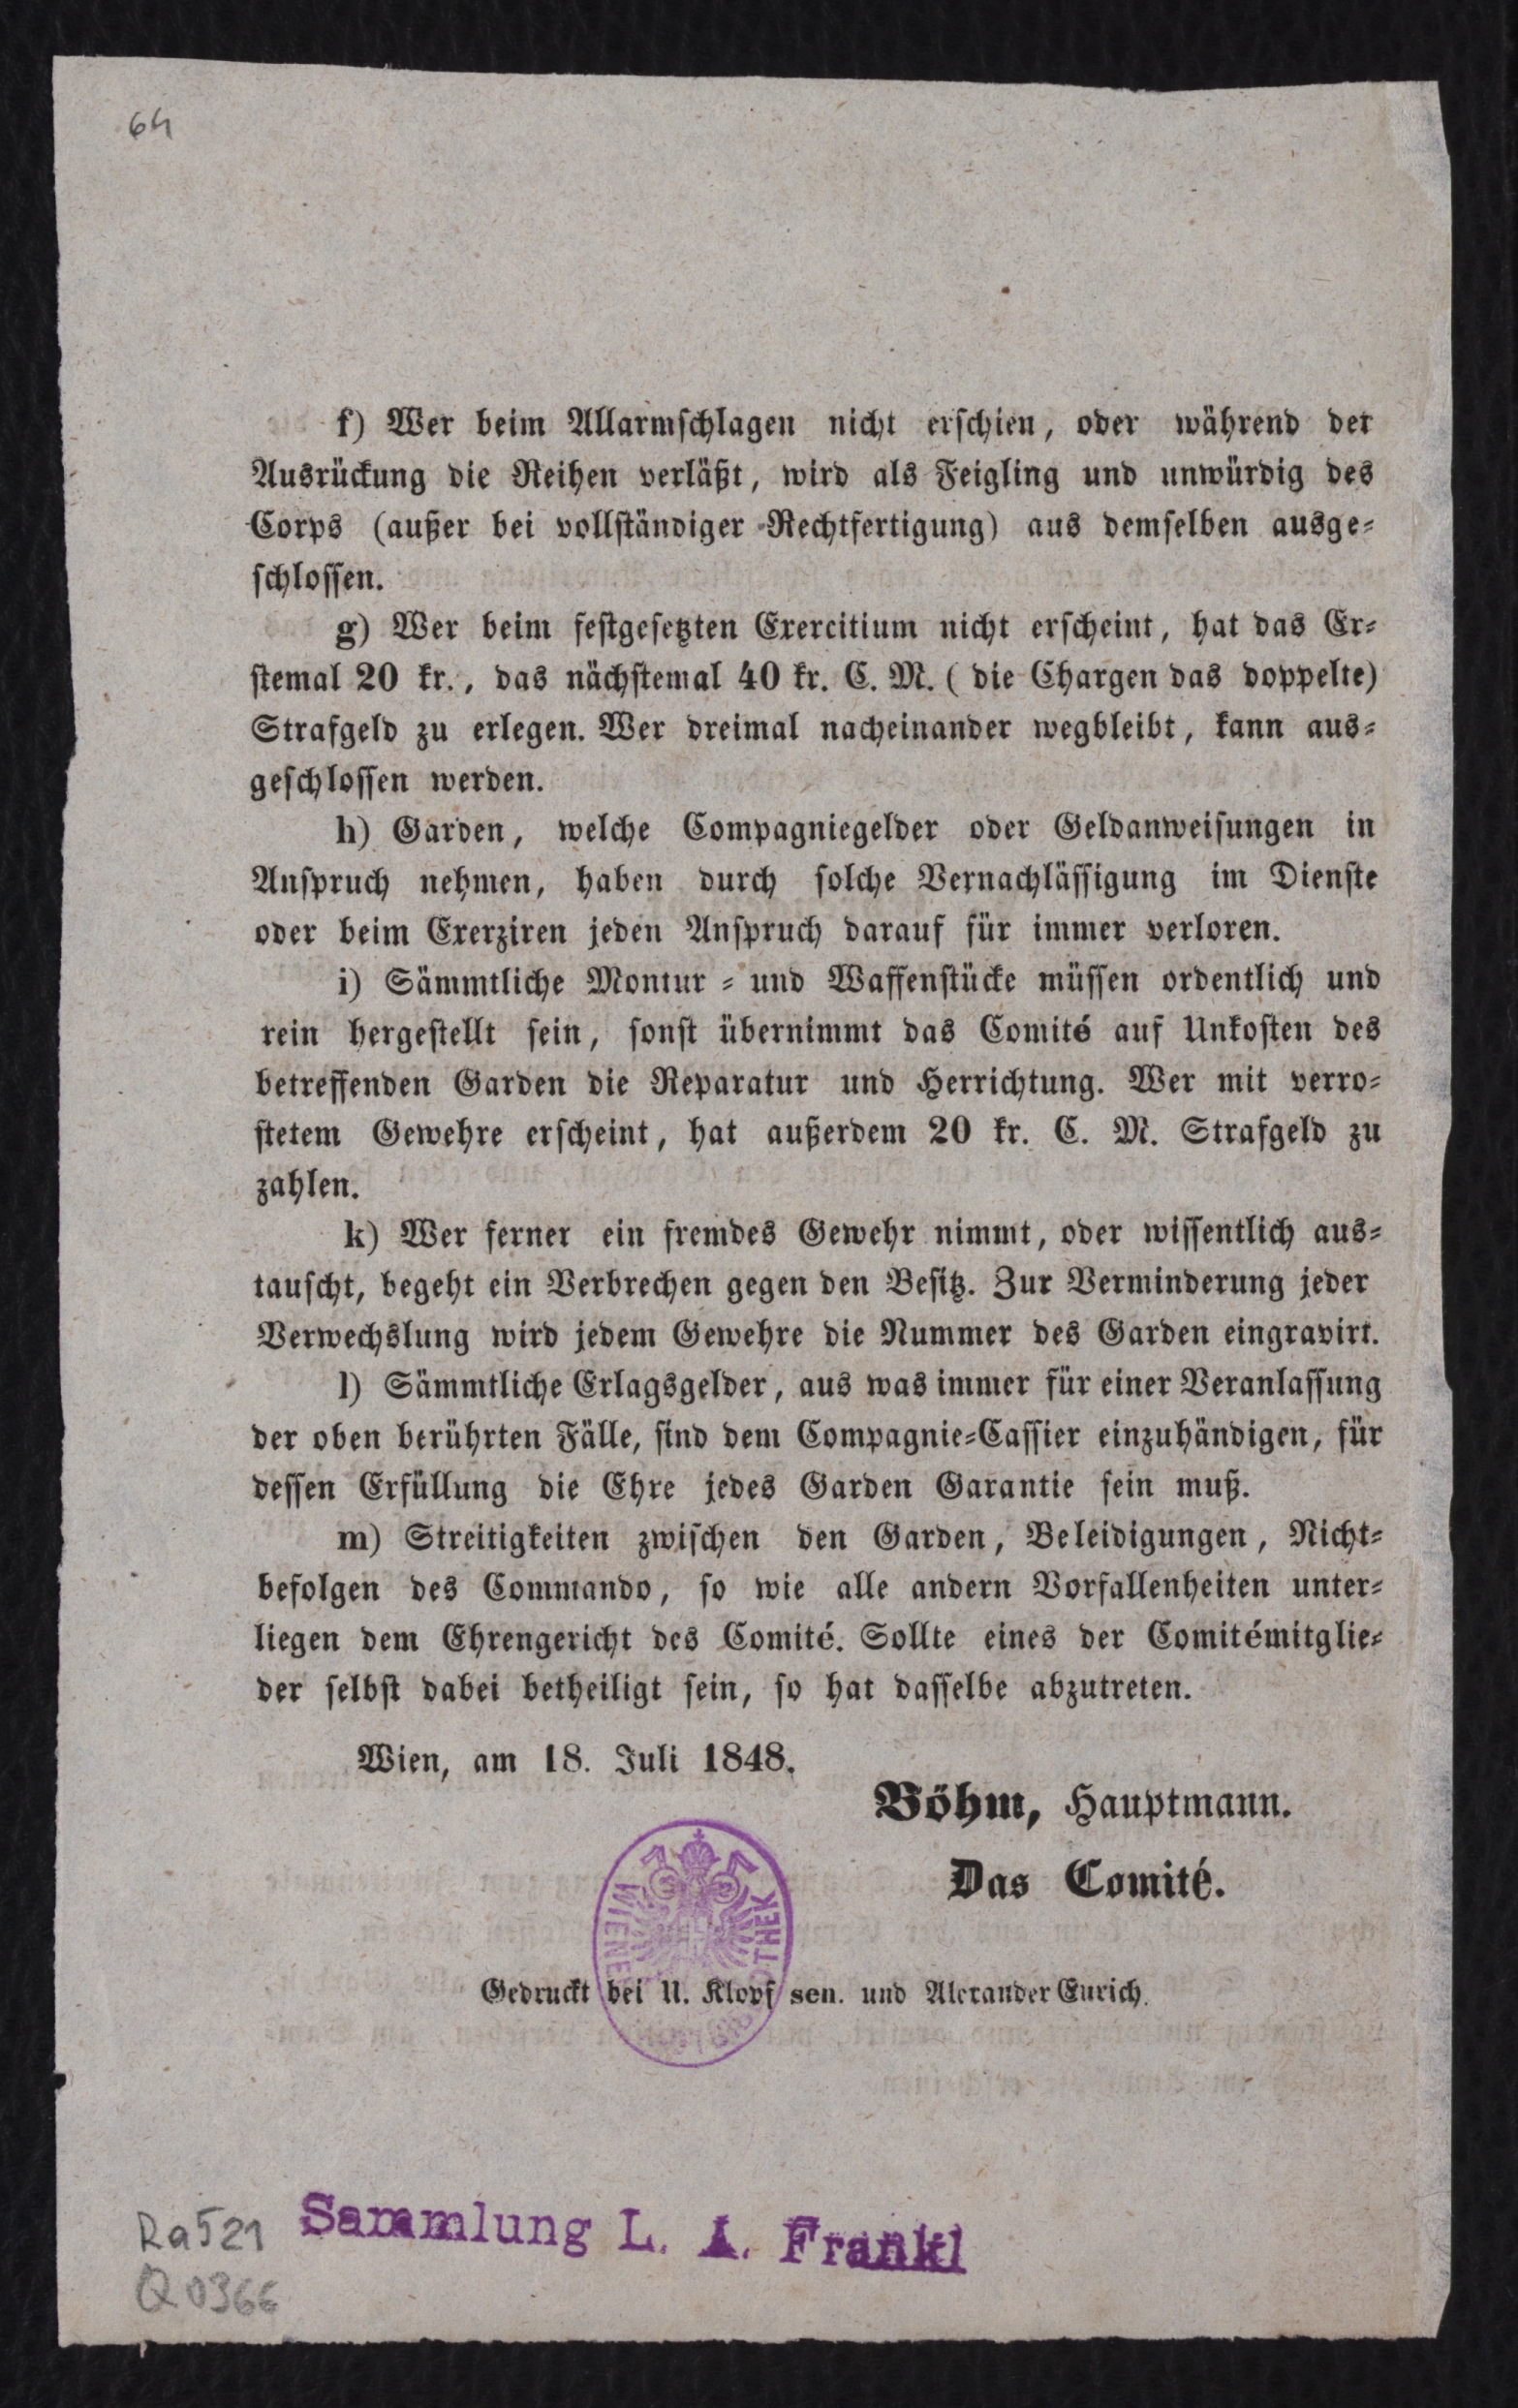 64
f) Wer beim Allarmschlagen nicht erschien, oder während der
Ausrückung die Reihen verläßt, wird als Feigling und unwürdig des
Corps (außer bei vollständiger Rechtfertigung) aus demselben ausge-
schlossen.
g) Wer beim festgesetzten Exercitium nicht erscheint, hat das Er-
stemal 20 kr., das nächstemal 40 kr. C. M. ( die Chargen das doppelte)
Strafgeld zu erlegen. Wer dreimal nacheinander wegbleibt, kann aus-
geschlossen werden.
h) Garden, welche Compagniegelder oder Geldanweisungen in
Anspruch nehmen, haben durch solche Vernachlässigung im Dienste
oder beim Exerziren jeden Anspruch darauf für immer verloren.
i) Sämmtliche Montur- und Waffenstücke müssen ordentlich und
rein hergestellt sein, sonst übernimmt das Comité auf Unkosten des
betreffenden Garden die Reparatur und Herrichtung. Wer mit verro-
stetem Gewehre erscheint, hat außerdem 20 kr. C. M. Strafgeld zu
zahlen.
k) Wer ferner ein fremdes Gewehr nimmt, oder wissentlich aus-
tauscht, begeht ein Verbrechen gegen den Besitz. Zur Verminderung jeder
Verwechslung wird jedem Gewehre die Nummer des Garden eingravirt.
l) Sämmtliche Erlagsgelder, aus was immer für einer Veranlassung
der oben berührten Fälle, sind dem Compagnie-Cassier einzuhändigen, für
dessen Erfüllung die Ehre jedes Garden Garantie sein muß.
m) Streitigkeiten zwischen den Garden, Beleidigungen, Nicht-
befolgen des Commando, so wie alle andern Vorfallenheiten unter-
liegen dem Ehrengericht des Comité. Sollte eines der Comitémitglie-
der selbst dabei betheiligt sein, so hat dasselbe abzutreten.
Wien, am 18. Juli 1848.
Böhm, Hauptmann.
Das Comité.
Gedruckt bei U. Klopf sen. und Alexander Eurich.
Sammlung L. A. Frankl
Ra521
Q0366